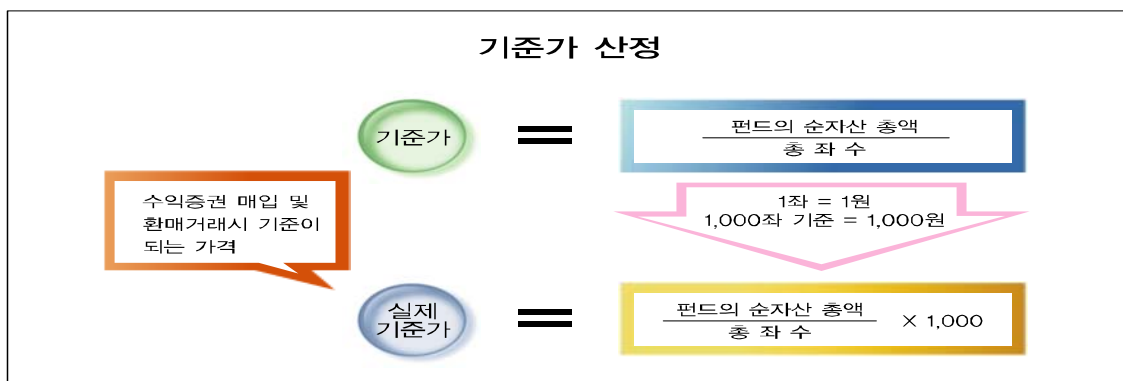 기준가 산정
기준가
=
펀드의 순자산 총액
총 좌 수
수익증권 매입 및
환매거래시 기준이
되는 가격
1좌 = 1원
1,000좌 기준 = 1,000원
실제
기준가
=
펀드의 순자산 총액
총 좌 수
× 1,000